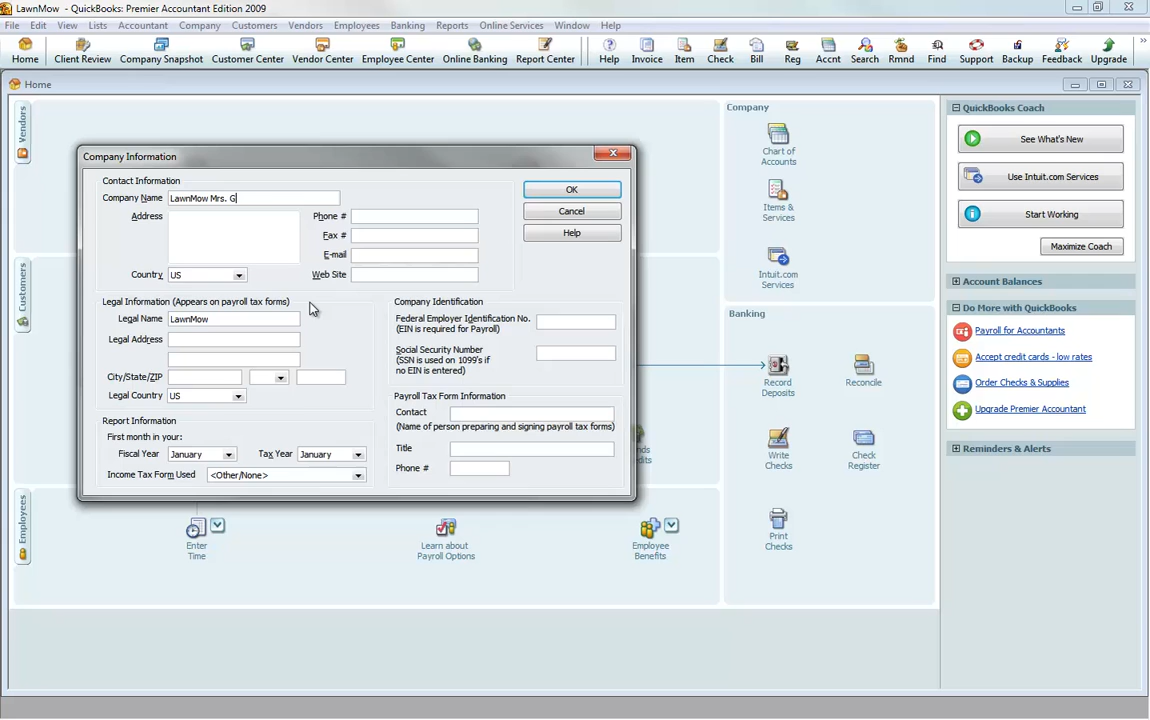 LawnMow - QuickBooks: Premier Accountant Edition 2009
File Edit View Lists Accountant Company Customers Vendors Employees Banking Reports Online Services Window Help
Home Client Review Company Snapshot Customer Center Vendor Center Employee Center Online Banking Report Center Help Invoice Item Check Bill Reg Accnt Search Rmnd Find Support Backup Feedback Upgrade
Home
Vendors
Customers
Employees
Company Information
Contact Information
Company Name LawnMow Mrs. G
Address
Country US
Phone #
Fax #
E-mail
Web Site
OK
Cancel
Help
Legal Information (Appears on payroll tax forms)
Legal Name LawnMow
Legal Address
City/State/ZIP
Legal Country US
Report Information
First month in your:
Fiscal Year January Tax Year January
Income Tax Form Used <Other/None>
Company Identification
Federal Employer Identification No.
(EIN is required for Payroll)
Social Security Number
(SSN is used on 1099's if
no EIN is entered)
Payroll Tax Form Information
Contact
(Name of person preparing and signing payroll tax forms)
Title
Phone #
Enter
Time
Learn about
Payroll Options
Employee
Benefits
Company
Chart of
Accounts
Items &
Services
Intuit.com
Services
Banking
Record
Deposits
Reconcile
Write
Checks
Check
Register
Print
Checks
QuickBooks Coach
See What's New
Use Intuit.com Services
Start Working
Maximize Coach
Account Balances
Do More with QuickBooks
Payroll for Accountants
Accept credit cards - low rates
Order Checks & Supplies
Upgrade Premier Accountant
Reminders & Alerts